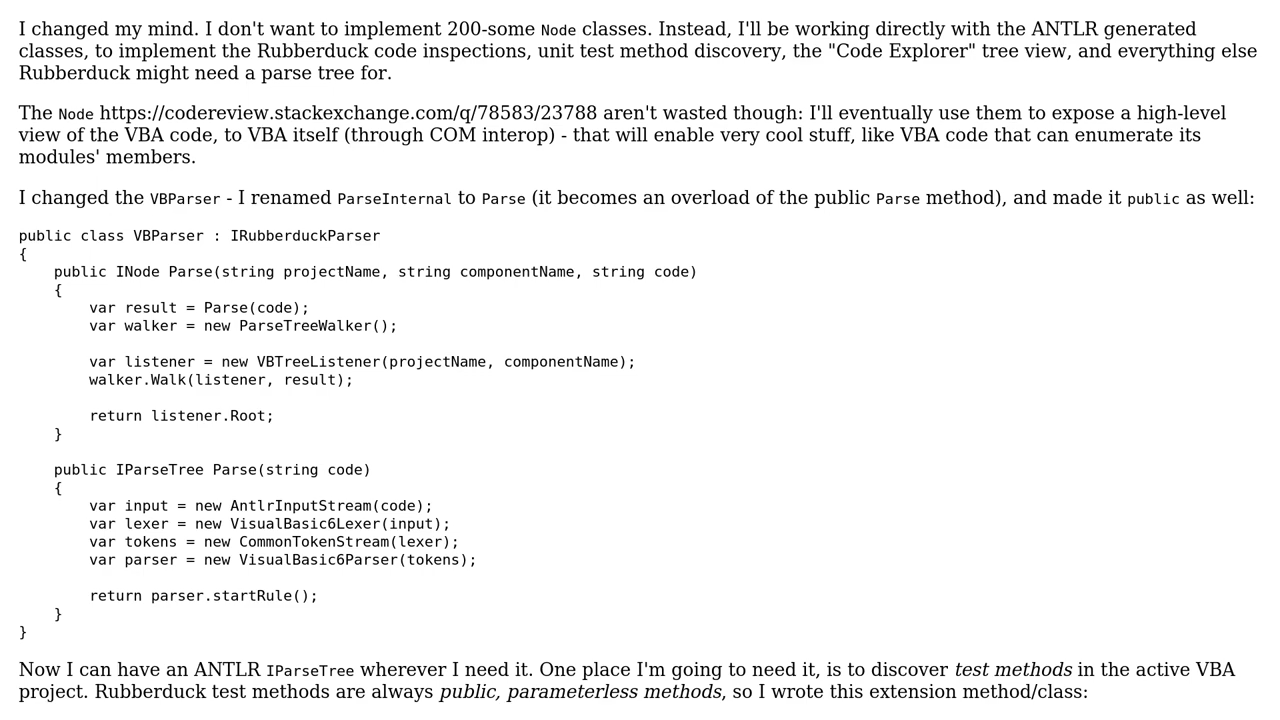 I changed my mind. I don't want to implement 200-some Node classes. Instead, I'll be working directly with the ANTLR generated
classes, to implement the Rubberduck code inspections, unit test method discovery, the "Code Explorer" tree view, and everything else
Rubberduck might need a parse tree for.
The Node https://codereview.stackexchange.com/q/78583/23788 aren't wasted though: I'll eventually use them to expose a high-level
view of the VBA code, to VBA itself (through COM interop) - that will enable very cool stuff, like VBA code that can enumerate its
modules' members.
I changed the VBParser - I renamed ParseInternal to Parse (it becomes an overload of the public Parse method), and made it public as well:
public class VBParser : IRubberduckParser
{
    public INode Parse(string projectName, string componentName, string code)
    {
        var result = Parse(code);
        var walker = new ParseTreeWalker();
        var listener = new VBTreeListener(projectName, componentName);
        walker.Walk(listener, result);
        return listener.Root;
    }
    public IParseTree Parse(string code)
    {
        var input = new AntlrInputStream(code);
        var lexer = new VisualBasic6Lexer(input);
        var tokens = new CommonTokenStream(lexer);
        var parser = new VisualBasic6Parser(tokens);
        return parser.startRule();
    }
}
Now I can have an ANTLR IParseTree wherever I need it. One place I'm going to need it, is to discover test methods in the active VBA
project. Rubberduck test methods are always public, parameterless methods, so I wrote this extension method/class: